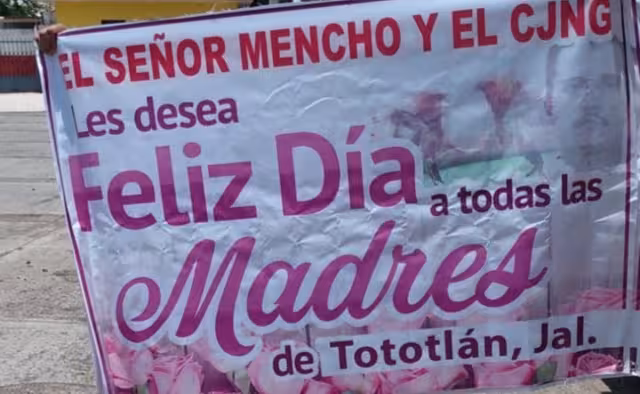 EL SEÑOR MENCHO Y EL CJNG
Les desea
Feliz Día
a todas las
Madres
de Tototlán, Jal.